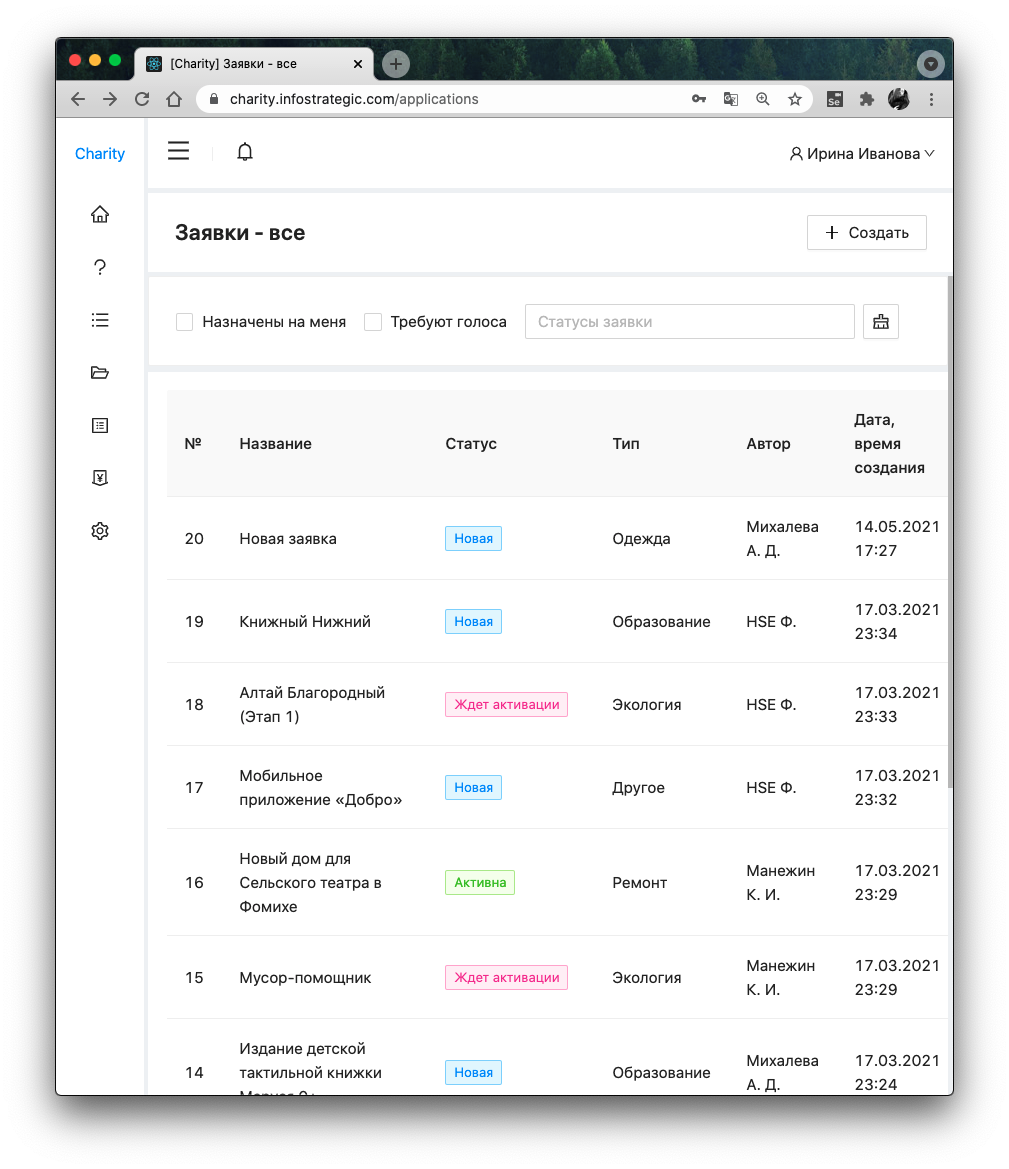 [Charity] Заявки - все
charity.infostrategic.com/applications
Se
Charity
Ирина Иванова
Заявки - все
Создать
Назначены на меня
Требуют голоса
Статусы заявки
№ Название Статус Тип Автор Дата,
время
создания
20 Новая заявка Новая Одежда Михалева
А. Д. 14.05.2021
17:27
19 Книжный Нижний Новая Образование HSE Ф. 17.03.2021
23:34
18 Алтай Благородный
(Этап 1) Ждет активации Экология HSE Ф. 17.03.2021
23:33
17 Мобильное
приложение «Добро» Новая Другое HSE Ф. 17.03.2021
23:32
16 Новый дом для
Сельского театра в
Фомихе Активна Ремонт Манежин
К. И. 17.03.2021
23:29
15 Мусор-помощник Ждет активации Экология Манежин
К. И. 17.03.2021
23:29
14 Издание детской
тактильной книжки Новая Образование Михалева
А. Д. 17.03.2021
23:24